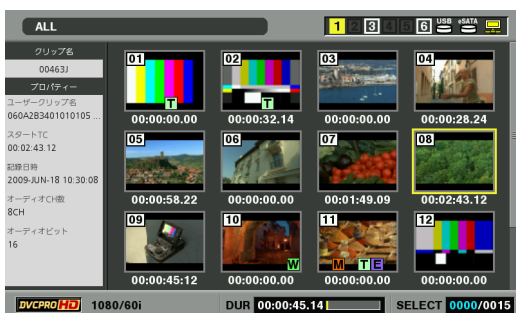 ALL
1 2 3 4 5 6 USB eSATA
クリップ名
00463J
プロパティー
ユーザークリップ名
060A2B3401010105 ...
スタートTC
00:02:43.12
記録日時
2009-JUN-18 10:30:08
オーディオCH数
8CH
オーディオビット
16
01 02 03 04
T T
00:00:00.00 00:00:32.14 00:00:00.00 00:00:28.24
05 06 07 08
00:00:58.22 00:00:00.00 00:01:49.09 00:02:43.12
09 10 11 12
W M T E
00:00:45:12 00:00:00.00 00:00:00.00 00:00:00.00
DVCPRO HD 1080/60i DUR 00:00:45.14 SELECT 0000/0015